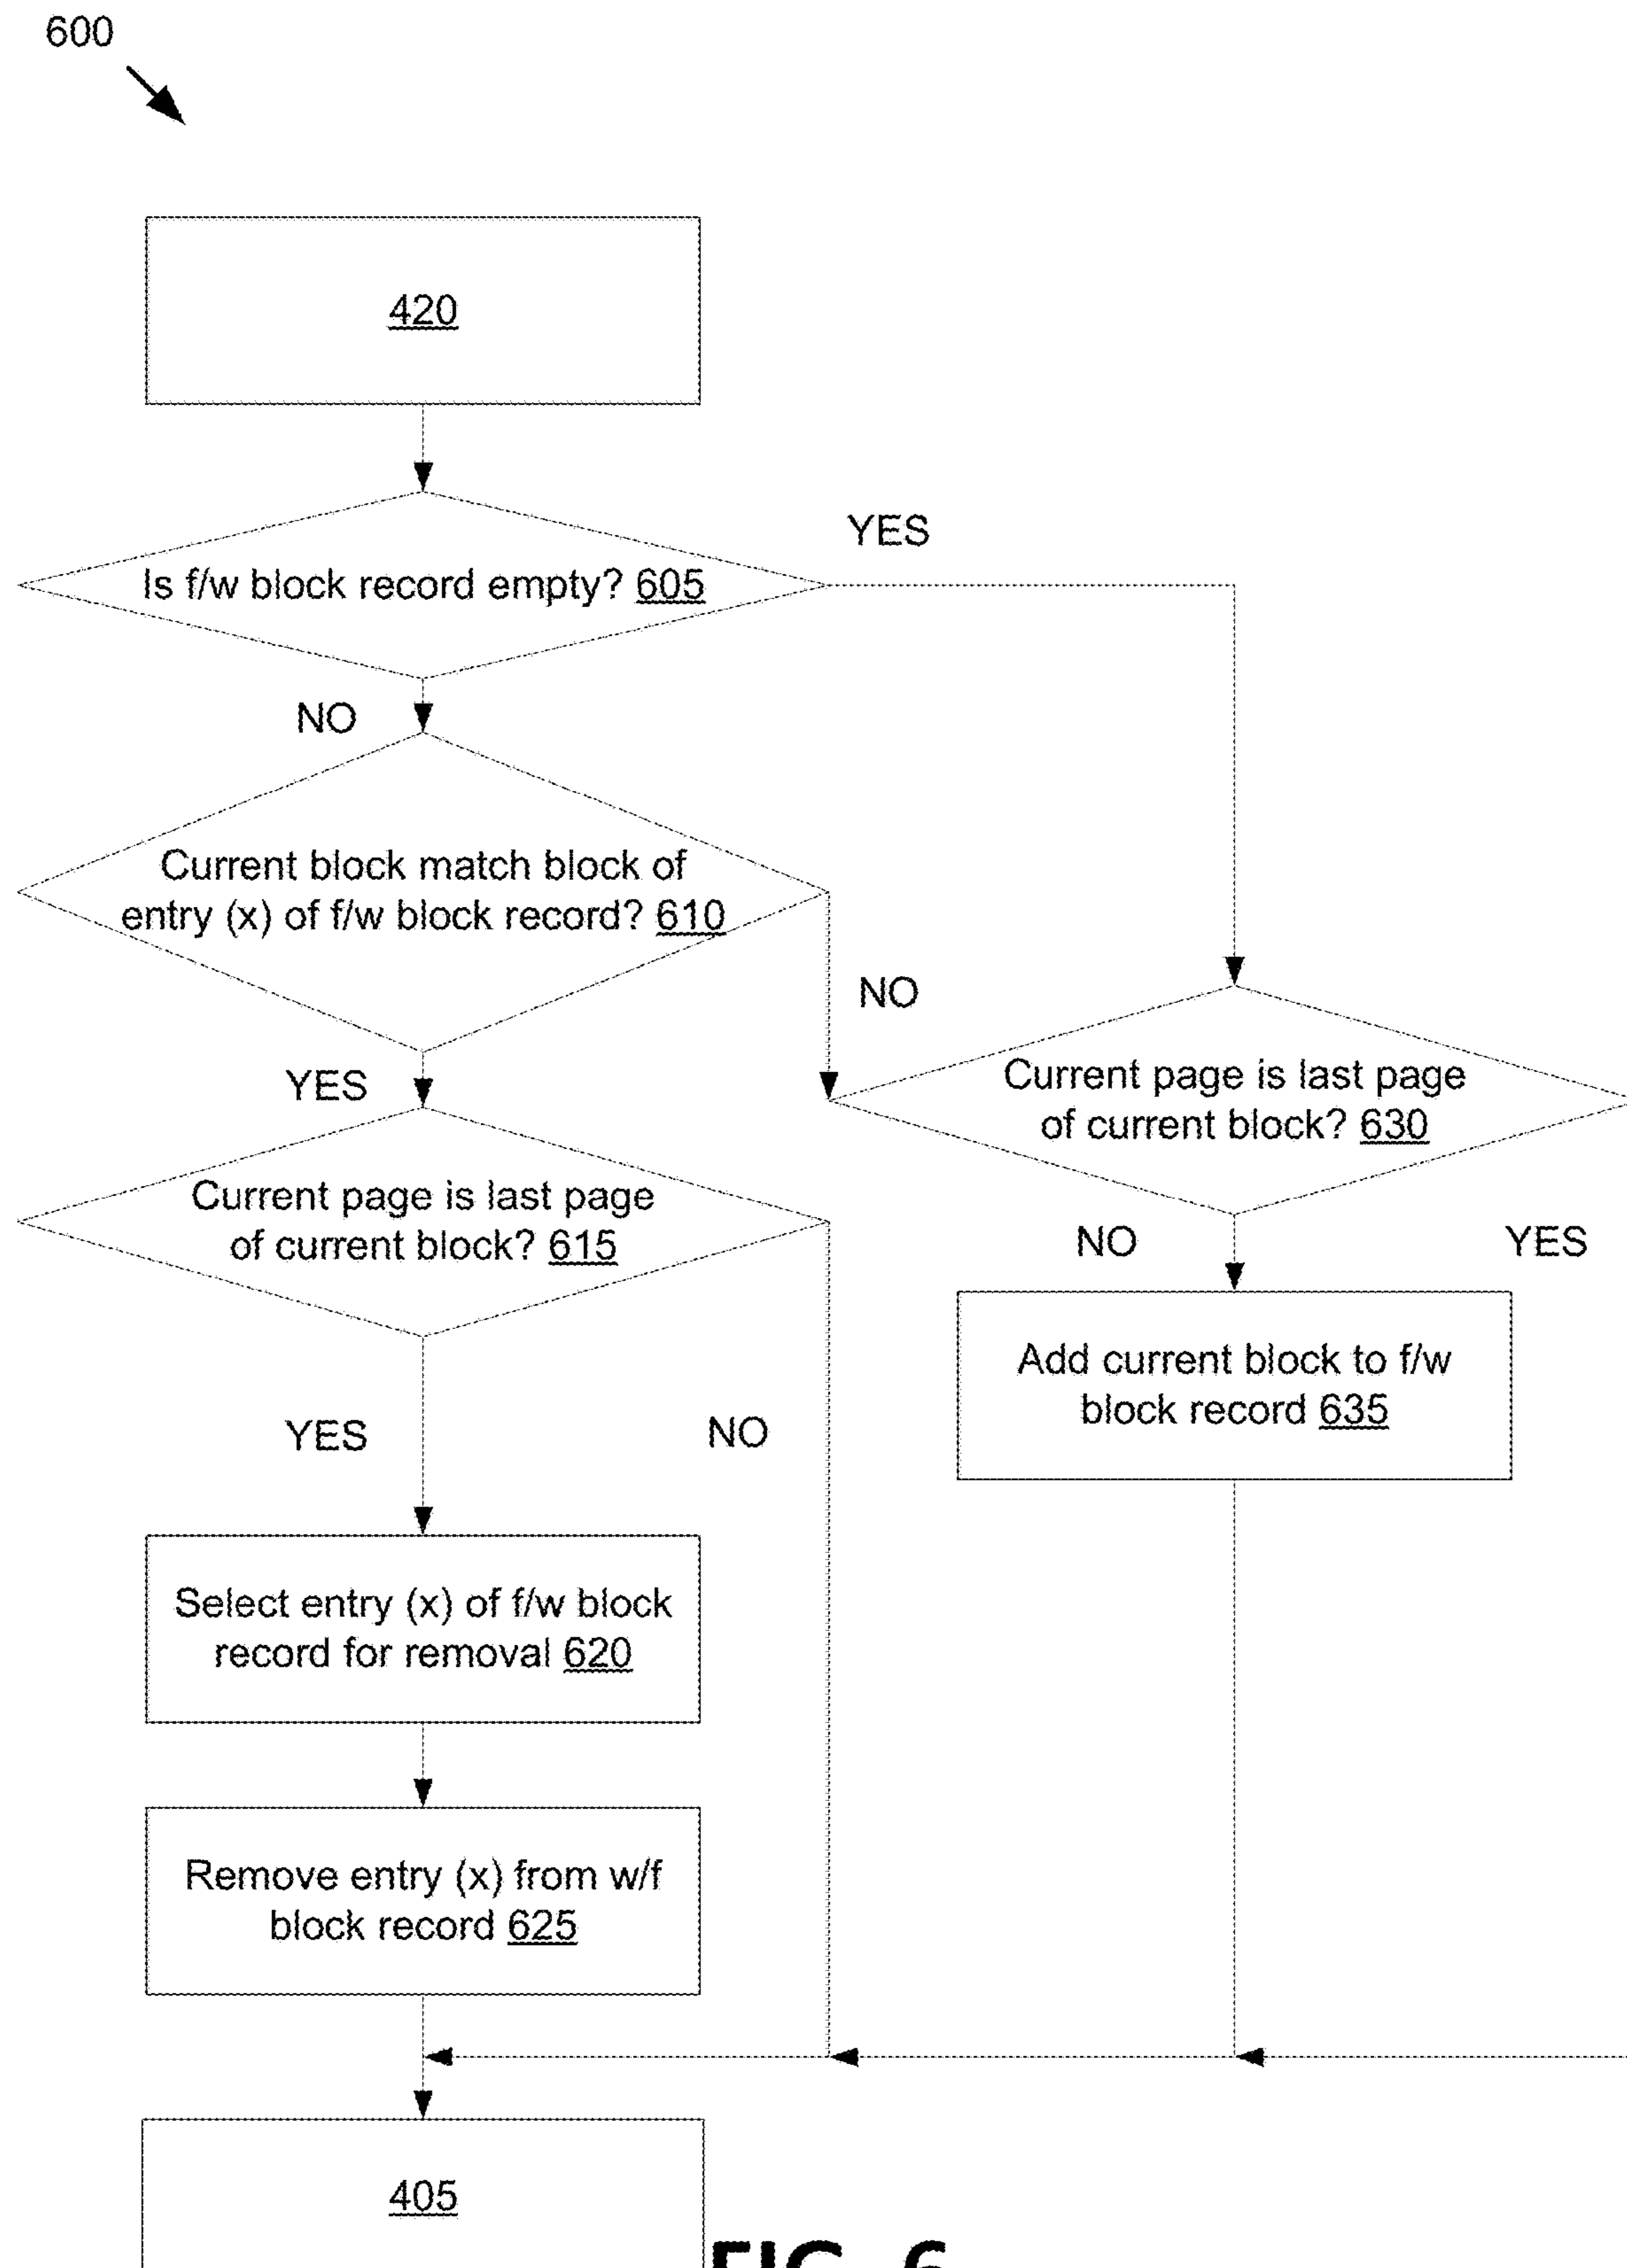 600
420
Is f/w block record empty? 605
YES
NO
Current block match block of
entry (x) of f/w block record? 610
NO
YES
Current page is last page
of current block? 630
Current page is last page
of current block? 615
NO
YES
Add current block to f/w
block record 635
YES
NO
Select entry (x) of f/w block
record for removal 620
Remove entry (x) from w/f
block record 625
405
FIG. 6